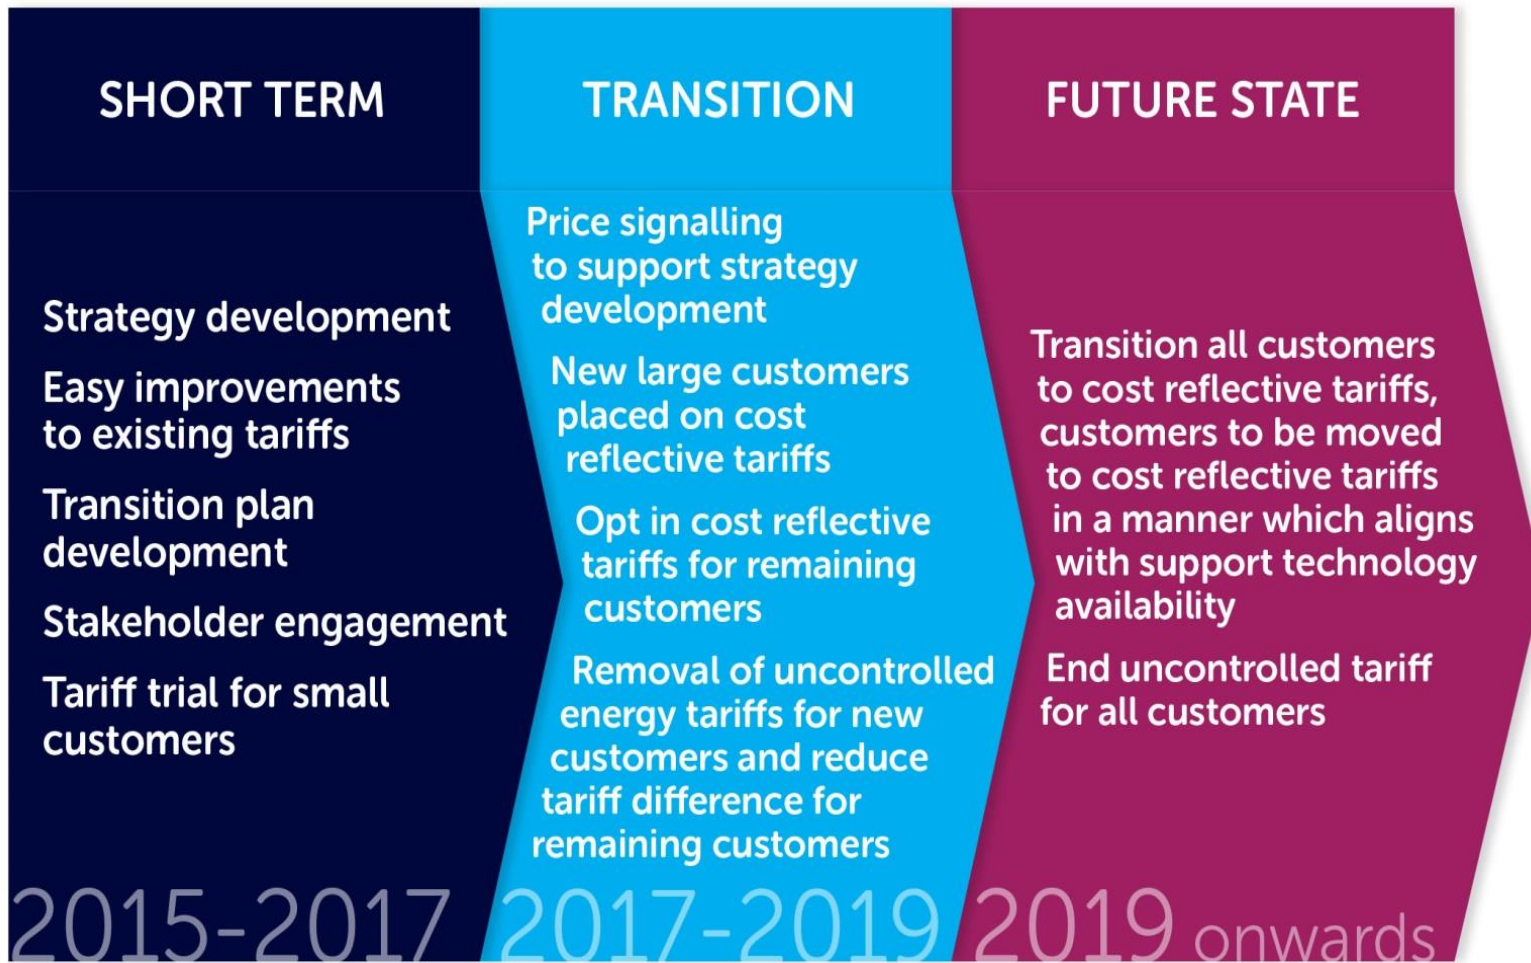 SHORT TERM
Strategy development
Easy improvements
to existing tariffs
Transition plan
development
Stakeholder engagement
Tariff trial for small
customers
2015-2017
TRANSITION
Price signalling
to support strategy
development
New large customers
placed on cost
reflective tariffs
Opt in cost reflective
tariffs for remaining
customers
Removal of uncontrolled
energy tariffs for new
customers and reduce
tariff difference for
remaining customers
2017-2019
FUTURE STATE
Transition all customers
to cost reflective tariffs,
customers to be moved
to cost reflective tariffs
in a manner which aligns
with support technology
availability
End uncontrolled tariff
for all customers
2019 onwards